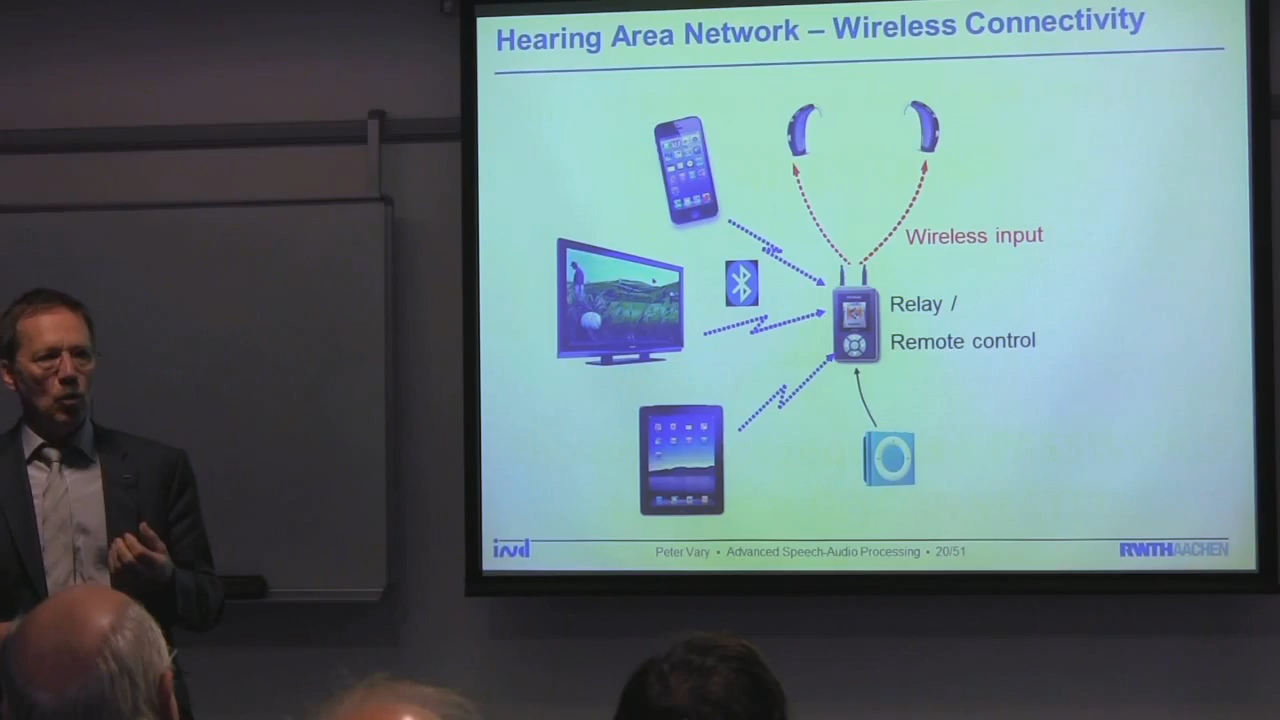 Hearing Area Network – Wireless Connectivity
Wireless input
Relay /
Remote control
ind
Peter Vary • Advanced Speech-Audio Processing • 20/51
RWTHAACHEN